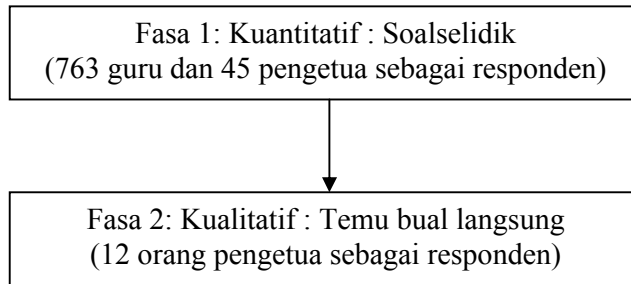 Fasa 1: Kuantitatif : Soalselidik
(763 guru dan 45 pengetua sebagai responden)
Fasa 2: Kualitatif : Temu bual langsung
(12 orang pengetua sebagai responden)